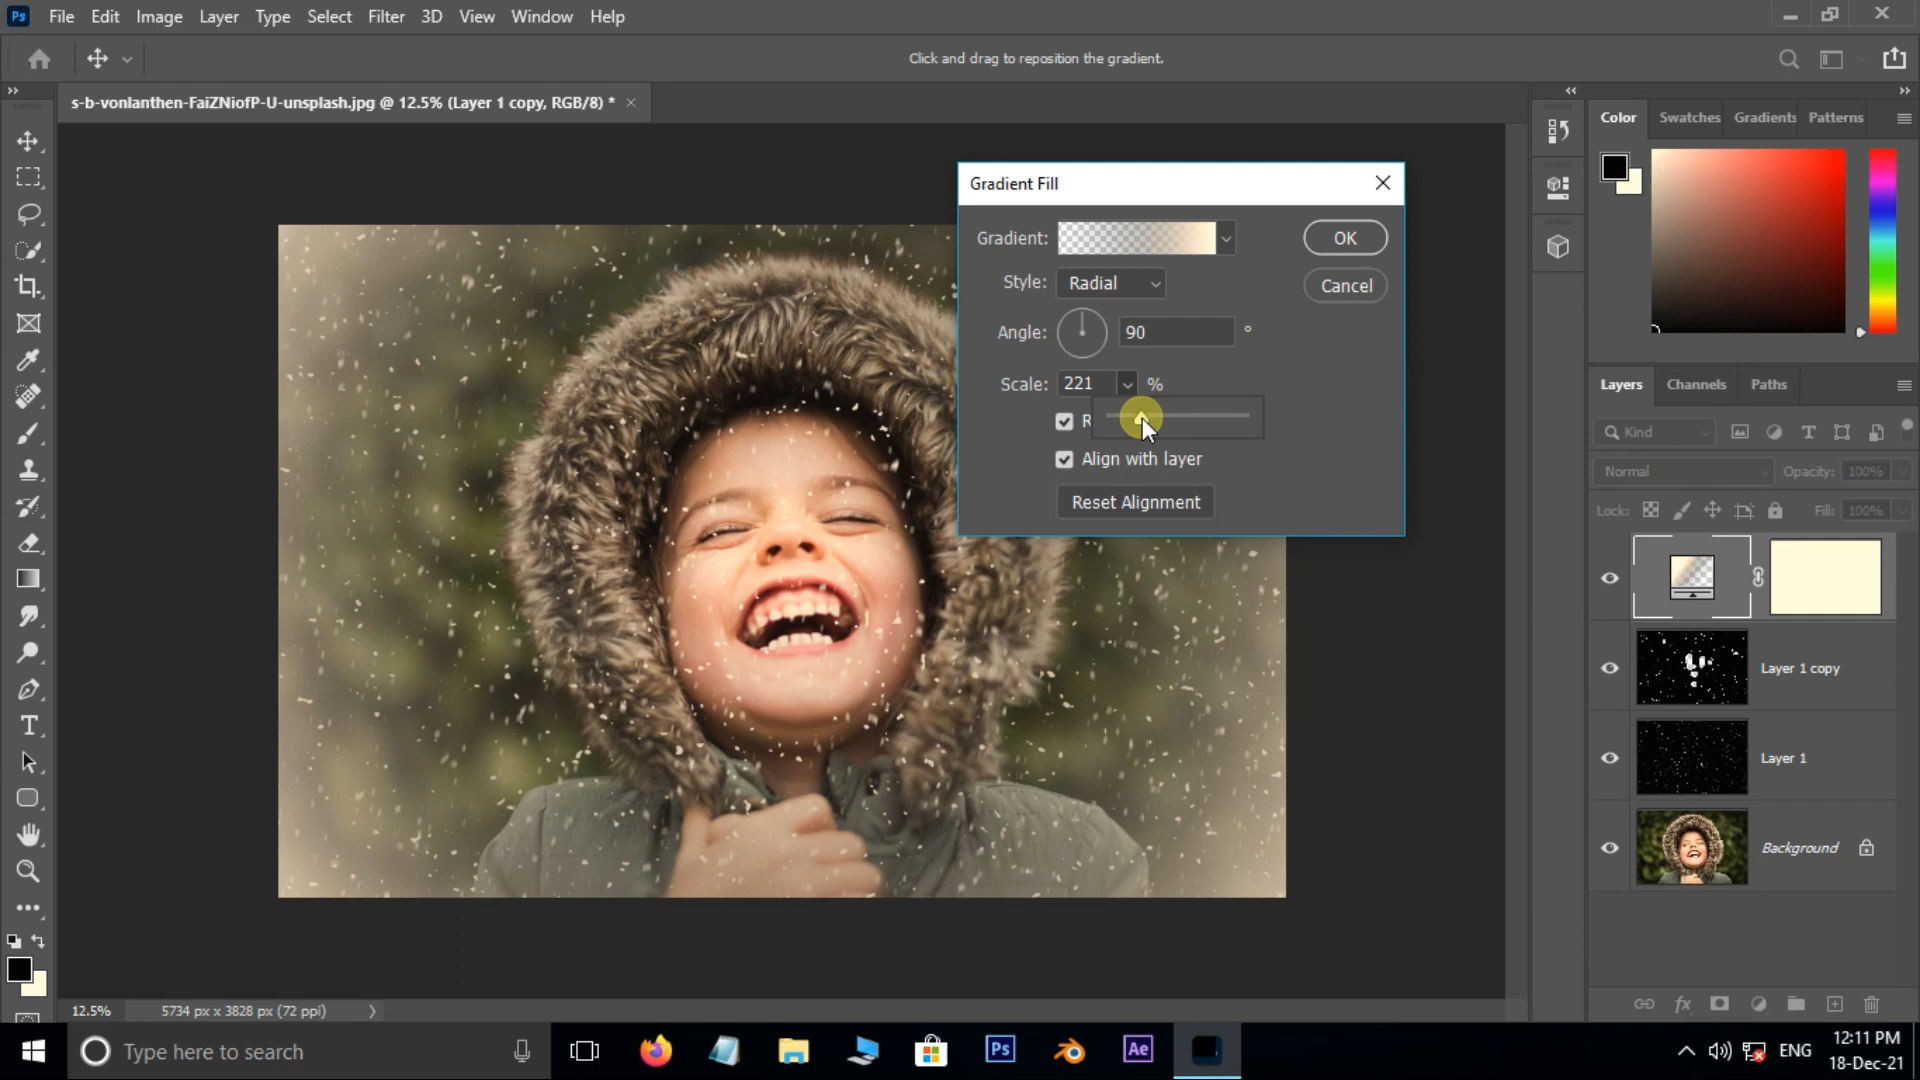 Ps File Edit Image Layer Type Select Filter 3D View Window Help
Click and drag to reposition the gradient.
s-b-vonlanthen-FaiZNiofP-U-unsplash.jpg @ 12.5% (Layer 1 copy, RGB/8) *
Color Swatches Gradients Patterns
Gradient Fill
Gradient:
OK
Style: Radial
Cancel
Angle: 90 °
Scale: 221 %
R
Align with layer
Reset Alignment
Layers Channels Paths
Kind
Normal Opacity: 100%
Lock: Fill: 100%
Layer 1 copy
Layer 1
Background
12.5% 5734 px x 3828 px (72 ppi)
Type here to search
Ps
Ae
ENG
12:11 PM
18-Dec-21